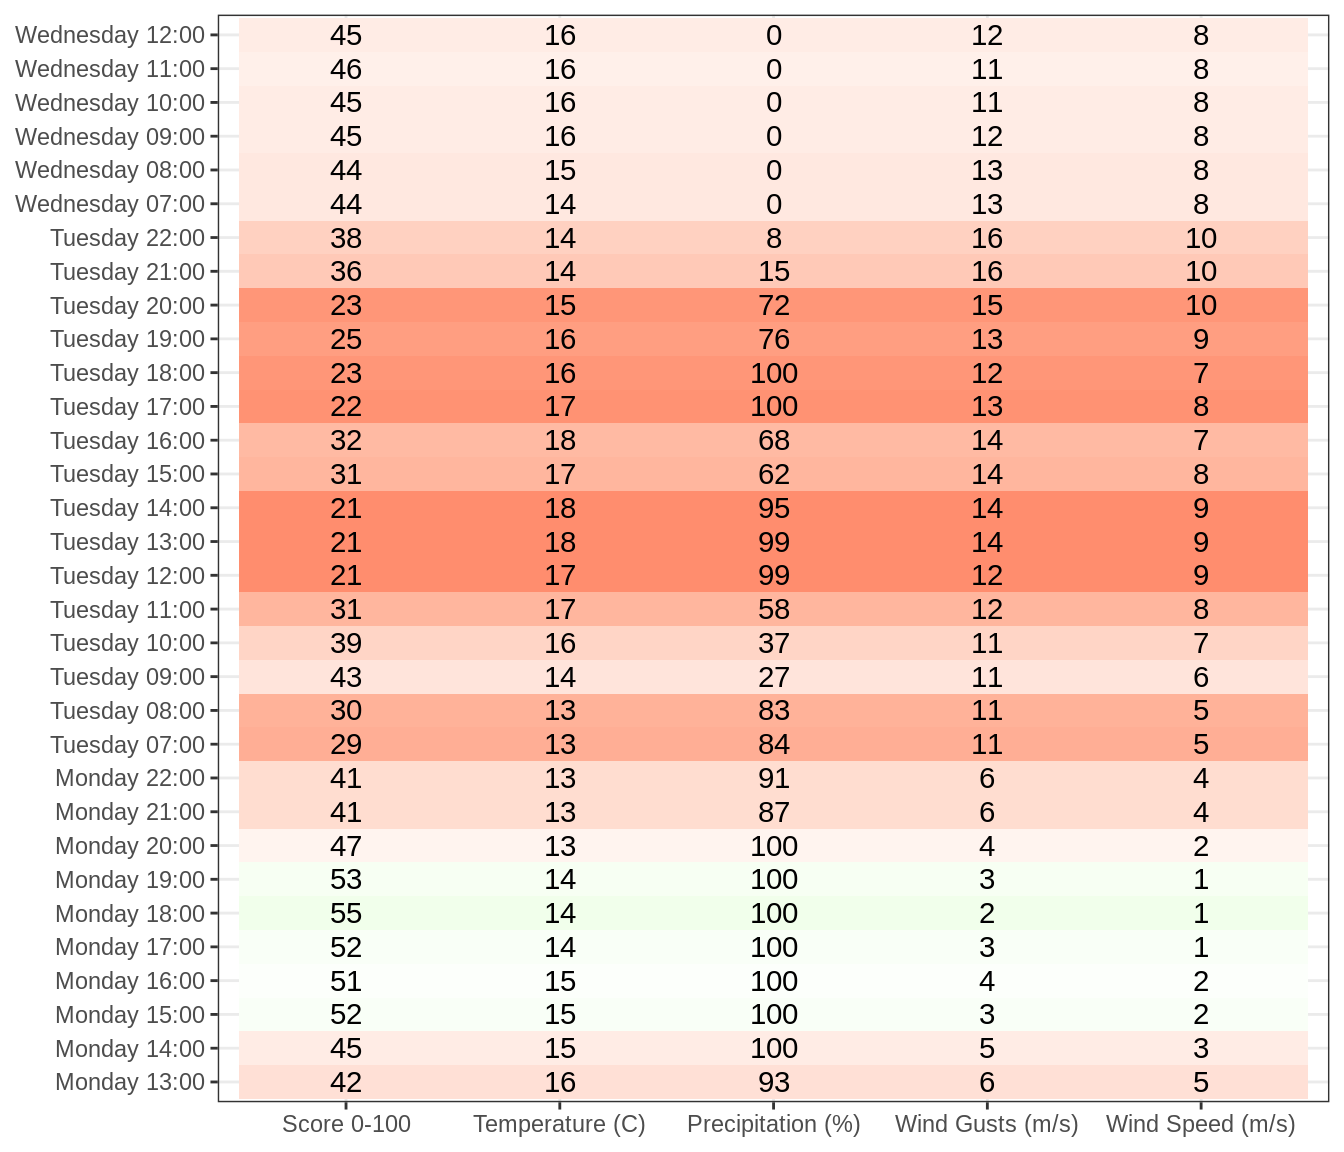 Wednesday 12:00 45 16 0 12 8
Wednesday 11:00 46 16 0 11 8
Wednesday 10:00 45 16 0 11 8
Wednesday 09:00 45 16 0 12 8
Wednesday 08:00 44 15 0 13 8
Wednesday 07:00 44 14 0 13 8
Tuesday 22:00 38 14 8 16 10
Tuesday 21:00 36 14 15 16 10
Tuesday 20:00 23 15 72 15 10
Tuesday 19:00 25 16 76 13 9
Tuesday 18:00 23 16 100 12 7
Tuesday 17:00 22 17 100 13 8
Tuesday 16:00 32 18 68 14 7
Tuesday 15:00 31 17 62 14 8
Tuesday 14:00 21 18 95 14 9
Tuesday 13:00 21 18 99 14 9
Tuesday 12:00 21 17 99 12 9
Tuesday 11:00 31 17 58 12 8
Tuesday 10:00 39 16 37 11 7
Tuesday 09:00 43 14 27 11 6
Tuesday 08:00 30 13 83 11 5
Tuesday 07:00 29 13 84 11 5
Monday 22:00 41 13 91 6 4
Monday 21:00 41 13 87 6 4
Monday 20:00 47 13 100 4 2
Monday 19:00 53 14 100 3 1
Monday 18:00 55 14 100 2 1
Monday 17:00 52 14 100 3 1
Monday 16:00 51 15 100 4 2
Monday 15:00 52 15 100 3 2
Monday 14:00 45 15 100 5 3
Monday 13:00 42 16 93 6 5
Score 0-100 Temperature (C) Precipitation (%) Wind Gusts (m/s) Wind Speed (m/s)